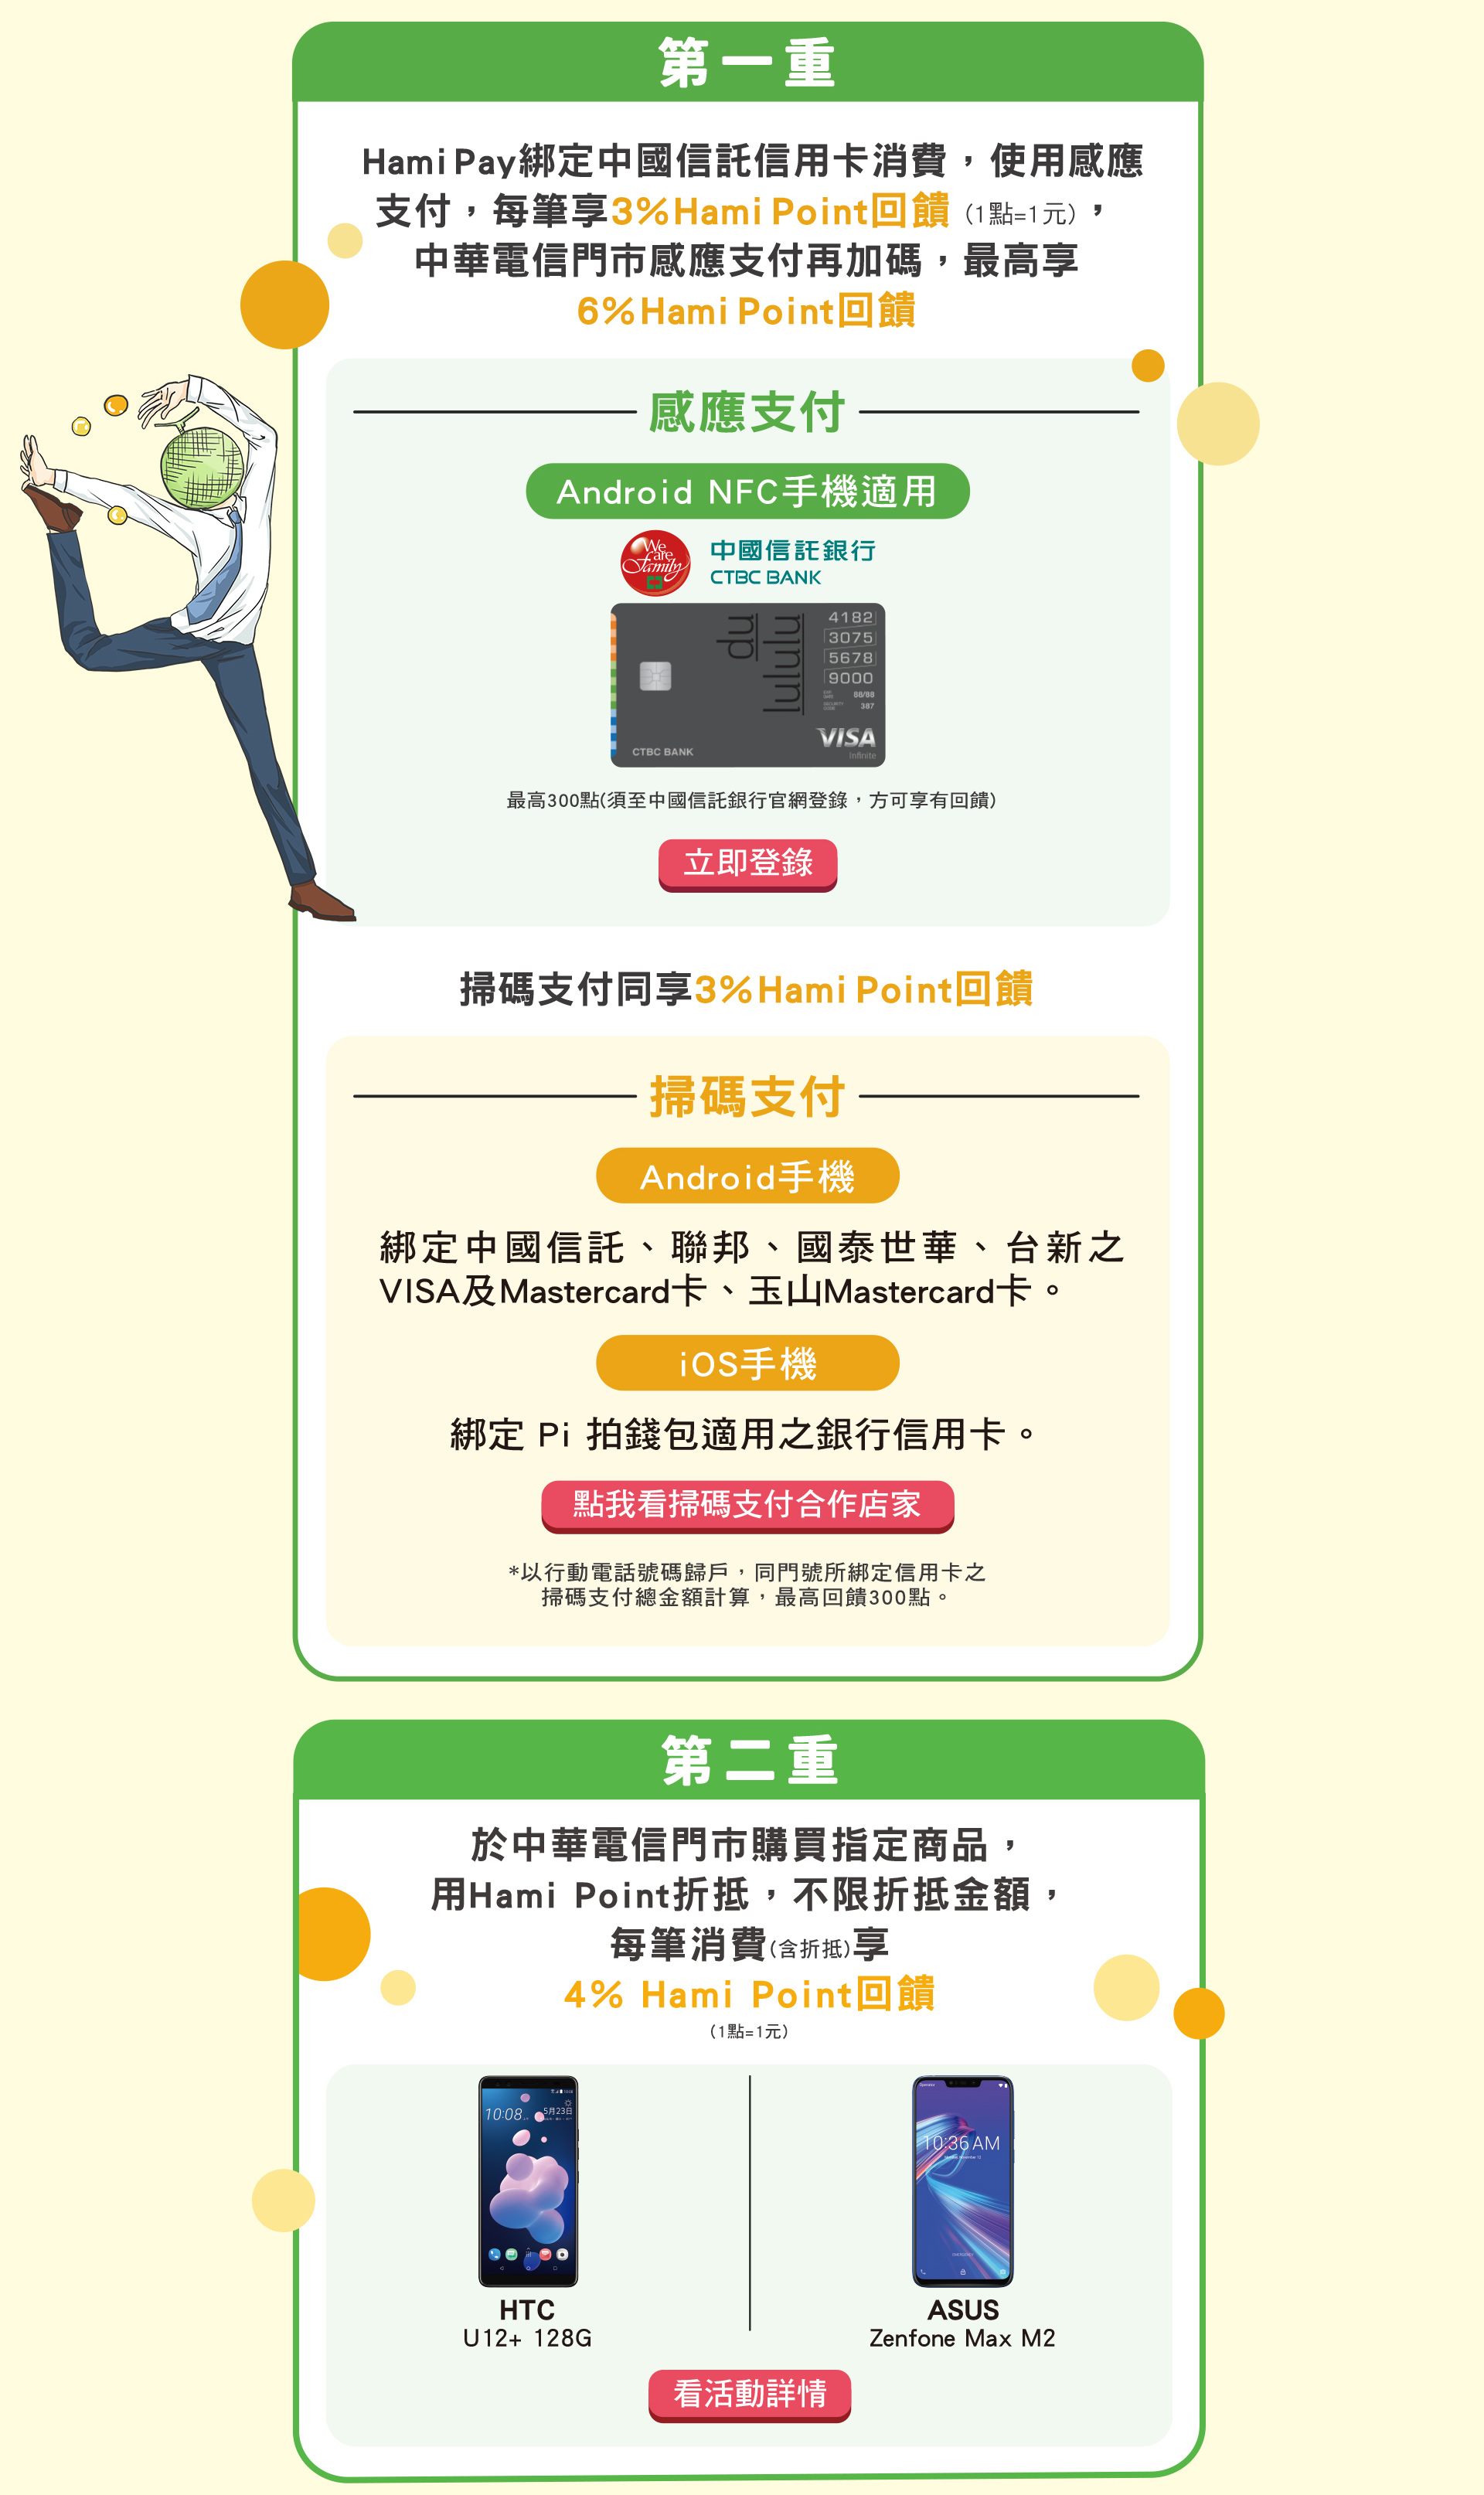 第一重
Hami Pay綁定中國信託信用卡消費，使用感應
支付，每筆享3%Hami Point回饋（1點=1元），
中華電信門市感應支付再加碼，最高享
6%Hami Point回饋
感應支付
Android NFC手機適用
We are Family
中國信託銀行
CTBC BANK
du lululu
4182
3075
5678
9000
88/88
387
VISA
Infinite
CTBC BANK
最高300點(須至中國信託銀行官網登錄，方可享有回饋)
立即登錄
掃碼支付同享3%Hami Point回饋
掃碼支付
Android手機
綁定中國信託、聯邦、國泰世華、台新之
VISA及Mastercard卡、玉山Mastercard卡。
iOS手機
綁定 Pi 拍錢包適用之銀行信用卡。
點我看掃碼支付合作店家
*以行動電話號碼歸戶，同門號所綁定信用卡之
掃碼支付總金額計算，最高回饋300點。
第二重
於中華電信門市購買指定商品，
用Hami Point折抵，不限折抵金額，
每筆消費(含折抵)享
4% Hami Point回饋
（1點=1元）
10:08
5月23日
10:36 AM
HTC
U12+ 128G
ASUS
Zenfone Max M2
看活動詳情